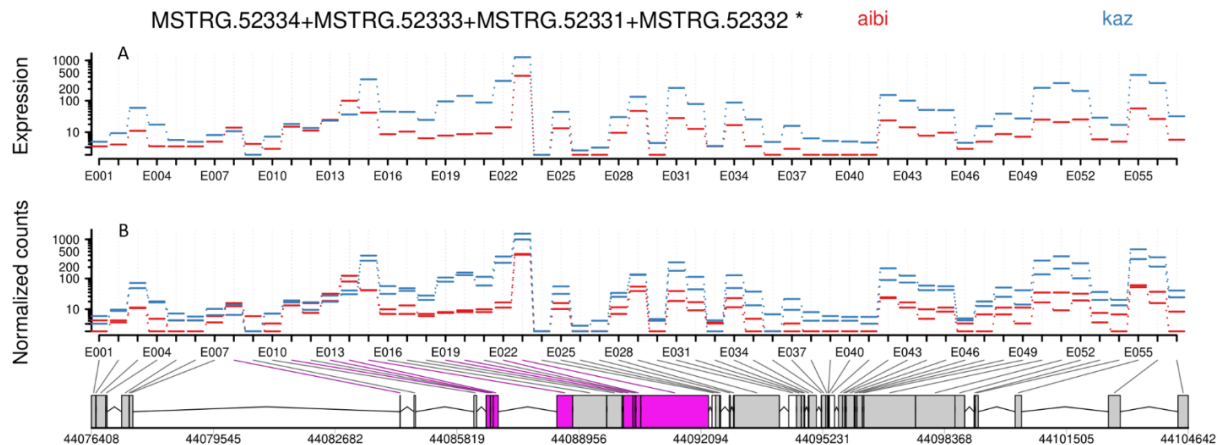 MSTRG.52334+MSTRG.52333+MSTRG.52331+MSTRG.52332 * aibi kaz
A
Expression
1000
500
200
100
10
E001 E004 E007 E010 E013 E016 E019 E022 E025 E028 E031 E034 E037 E040 E043 E046 E049 E052 E055
B
Normalized counts
1000
500
200
100
10
E001 E004 E007 E010 E013 E016 E019 E022 E025 E028 E031 E034 E037 E040 E043 E046 E049 E052 E055
44076408 44079545 44082682 44085819 44088956 44092094 44095231 44098368 44101505 44104642